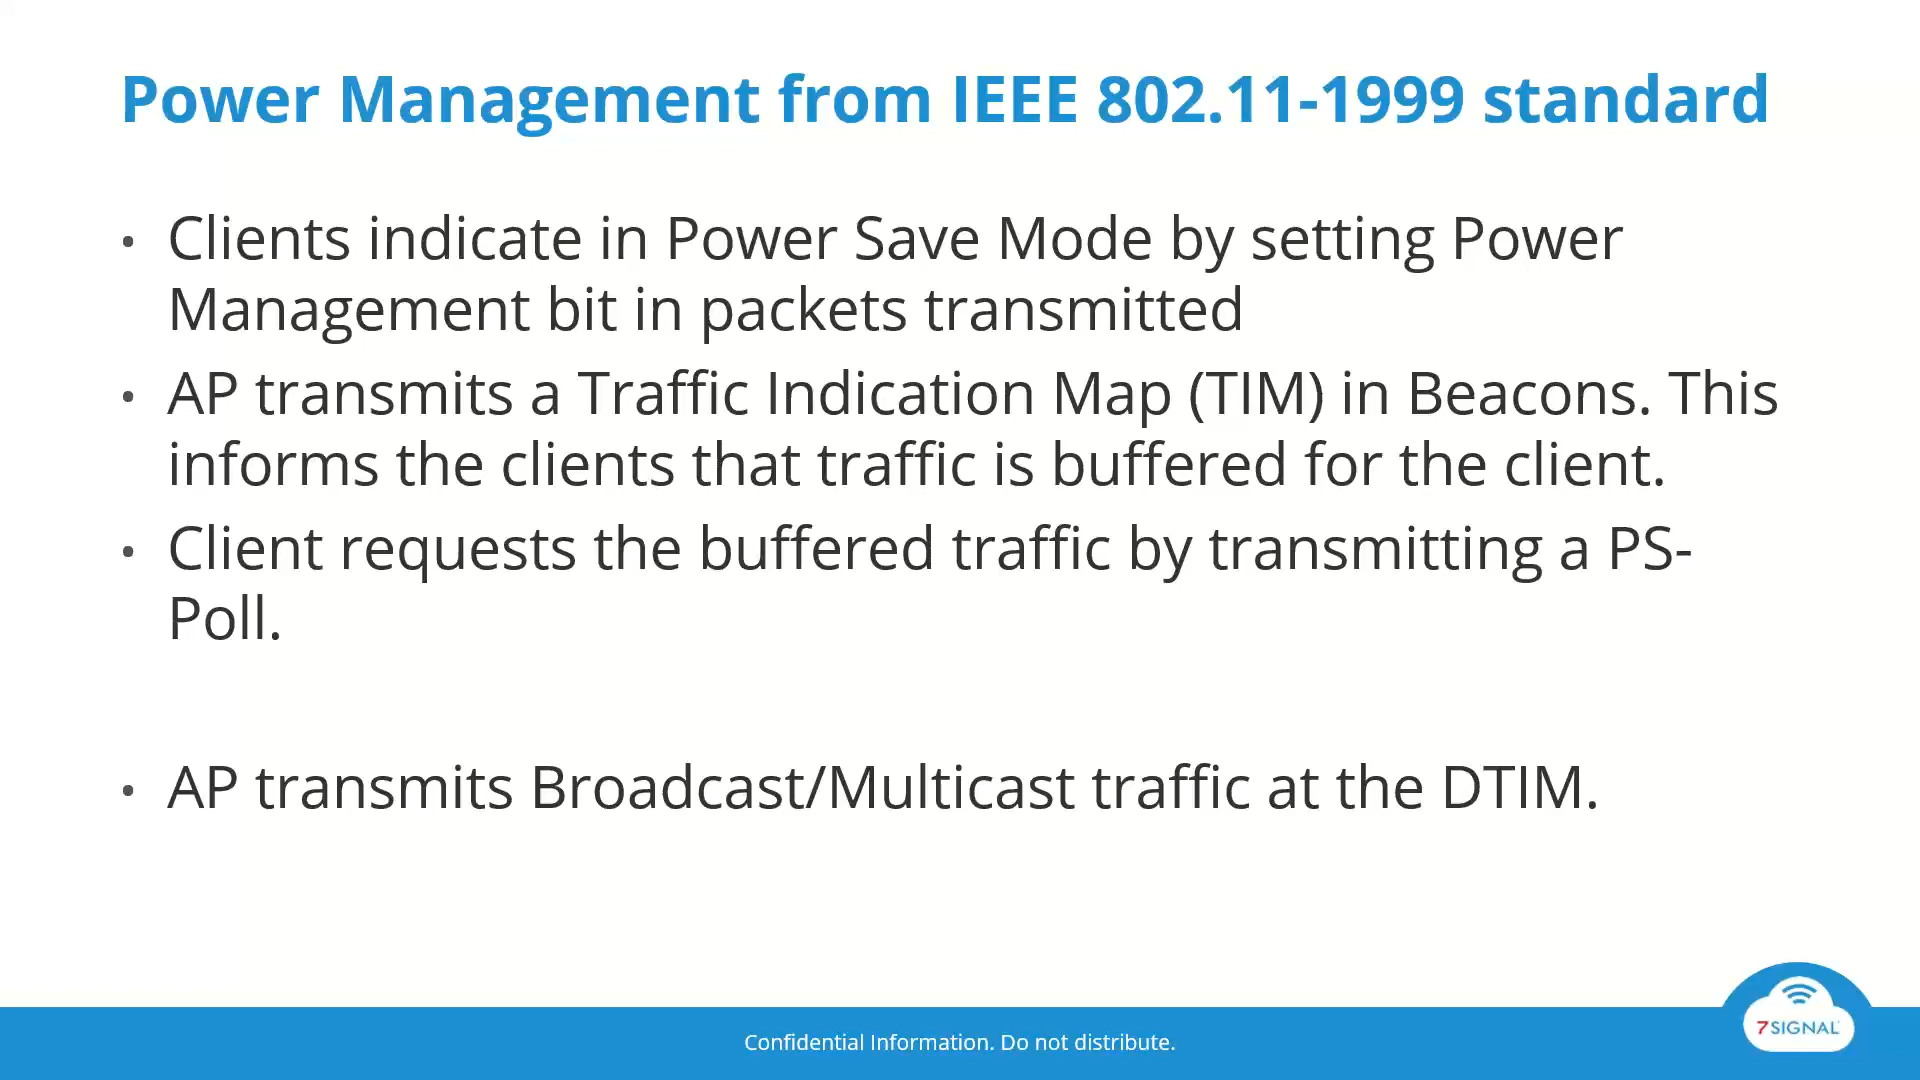 Power Management from IEEE 802.11-1999 standard
• Clients indicate in Power Save Mode by setting Power
Management bit in packets transmitted
• AP transmits a Traffic Indication Map (TIM) in Beacons. This
informs the clients that traffic is buffered for the client.
• Client requests the buffered traffic by transmitting a PS-
Poll.
• AP transmits Broadcast/Multicast traffic at the DTIM.
Confidential Information. Do not distribute.
7SIGNAL